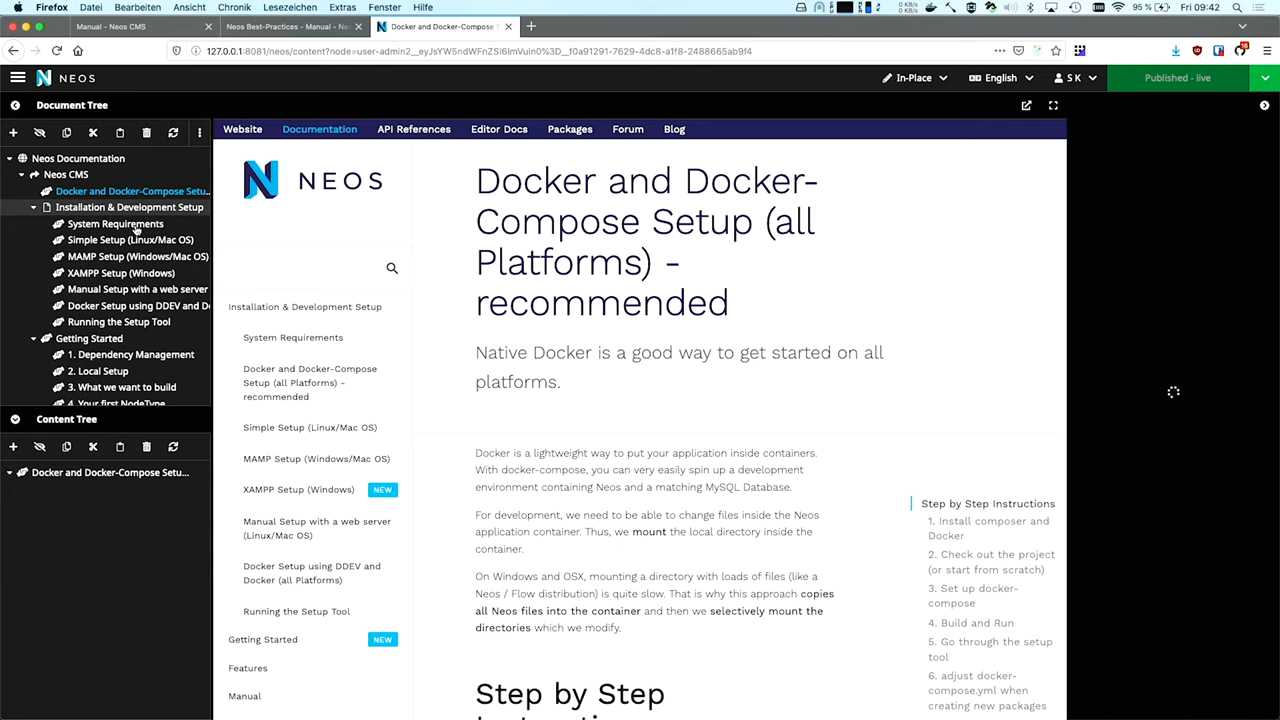 Firefox Datei Bearbeiten Ansicht Chronik Lesezeichen Extras Fenster Hilfe
0 KB/s
0 KB/s
95 % Fri 09:42
Manual - Neos CMS
Neos Best-Practices - Manual - Ne
Docker and Docker-Compose Se
127.0.0.1:8081/neos/content?node=user-admin2__eyJsYW5ndWFnZSI6ImVuIn0%3D__f0a91291-7629-4dc8-a1f8-2488665ab9f4
NEOS
In-Place
English
S K
Published - live
Document Tree
Neos Documentation
Neos CMS
Docker and Docker-Compose Setu...
Installation & Development Setup
System Requirements
Simple Setup (Linux/Mac OS)
MAMP Setup (Windows/Mac OS)
XAMPP Setup (Windows)
Manual Setup with a web server
Docker Setup using DDEV and Do
Running the Setup Tool
Getting Started
1. Dependency Management
2. Local Setup
3. What we want to build
4. Your first NodeType
Content Tree
Docker and Docker-Compose Setu...
Website Documentation API References Editor Docs Packages Forum Blog
NEOS
Installation & Development Setup
System Requirements
Docker and Docker-Compose
Setup (all Platforms) -
recommended
Simple Setup (Linux/Mac OS)
MAMP Setup (Windows/Mac OS)
XAMPP Setup (Windows) NEW
Manual Setup with a web server
(Linux/Mac OS)
Docker Setup using DDEV and
Docker (all Platforms)
Running the Setup Tool
Getting Started NEW
Features
Manual
Docker and Docker-
Compose Setup (all
Platforms) -
recommended
Native Docker is a good way to get started on all
platforms.
Docker is a lightweight way to put your application inside containers.
With docker-compose, you can very easily spin up a development
environment containing Neos and a matching MySQL Database.
For development, we need to be able to change files inside the Neos
application container. Thus, we mount the local directory inside the
container.
On Windows and OSX, mounting a directory with loads of files (like a
Neos / Flow distribution) is quite slow. That is why this approach copies
all Neos files into the container and then we selectively mount the
directories which we modify.
Step by Step
Step by Step Instructions
1. Install composer and
Docker
2. Check out the project
(or start from scratch)
3. Set up docker-
compose
4. Build and Run
5. Go through the setup
tool
6. adjust docker-
compose.yml when
creating new packages